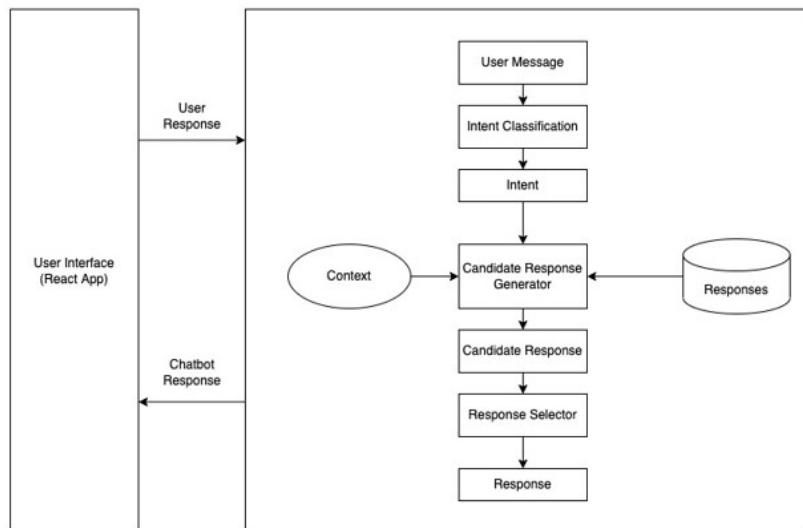 User Message
User
Response
Intent Classification
Intent
User Interface
(React App)
Context
Candidate Response
Generator
Responses
Candidate Response
Chatbot
Response
Response Selector
Response